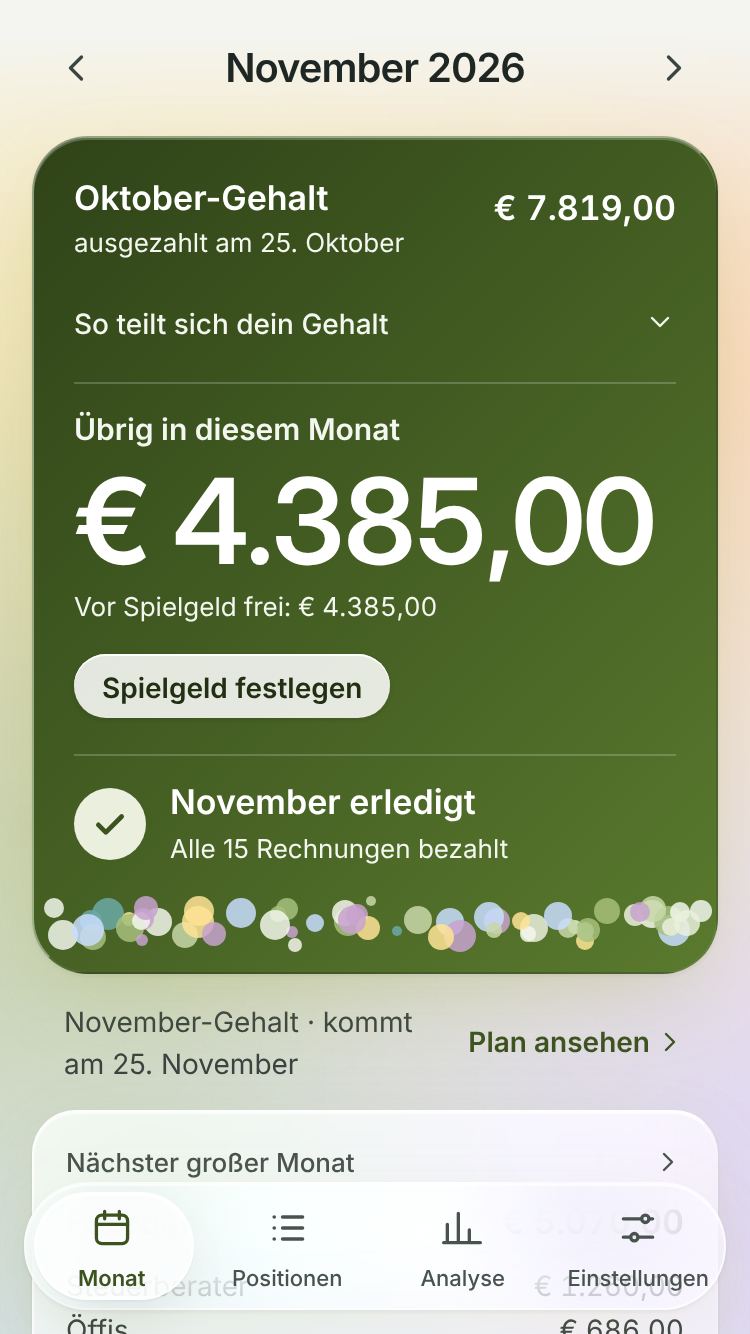 November 2026
Oktober-Gehalt
€ 7.819,00
ausgezahlt am 25. Oktober
So teilt sich dein Gehalt
Übrig in diesem Monat
€ 4.385,00
Vor Spielgeld frei: € 4.385,00
Spielgeld festlegen
November erledigt
Alle 15 Rechnungen bezahlt
November-Gehalt · kommt
am 25. November
Plan ansehen
Nächster großer Monat
Steuerberater
Monat
Positionen
Analyse
Einstellungen
Öffis
€ 686,00